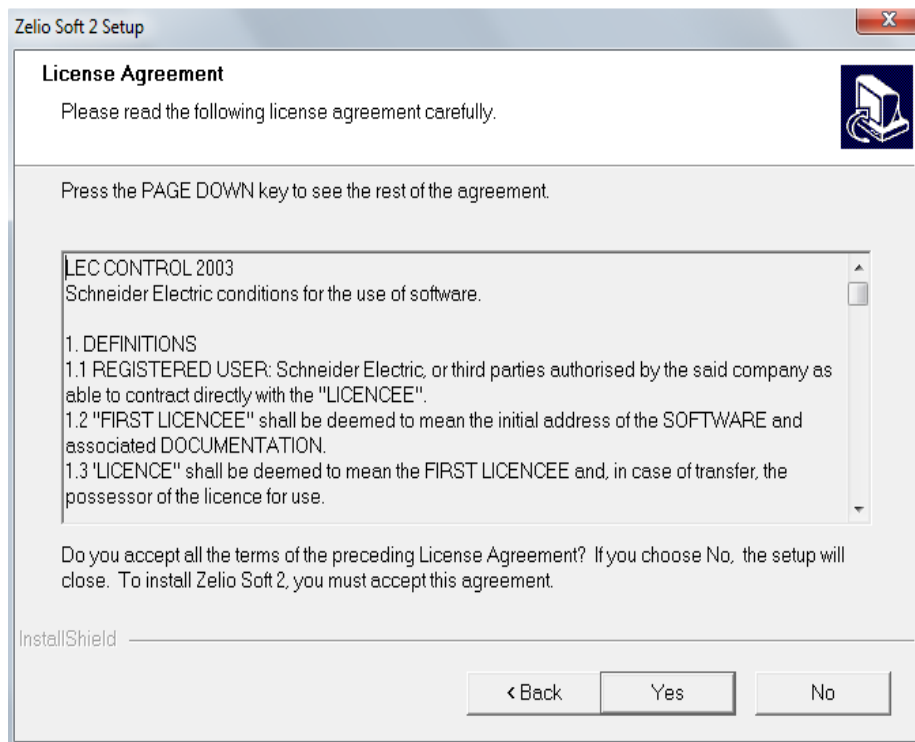 Zelio Soft 2 Setup
x
License Agreement
Please read the following license agreement carefully.
Press the PAGE DOWN key to see the rest of the agreement.
LEC CONTROL 2003
Schneider Electric conditions for the use of software.
1. DEFINITIONS
1.1 REGISTERED USER: Schneider Electric, or third parties authorised by the said company as
able to contract directly with the "LICENCEE".
1.2 "FIRST LICENCEE" shall be deemed to mean the initial address of the SOFTWARE and
associated DOCUMENTATION.
1.3 'LICENCE" shall be deemed to mean the FIRST LICENCEE and, in case of transfer, the
possessor of the licence for use.
Do you accept all the terms of the preceding License Agreement? If you choose No, the setup will
close. To install Zelio Soft 2, you must accept this agreement.
InstallShield
< Back Yes No